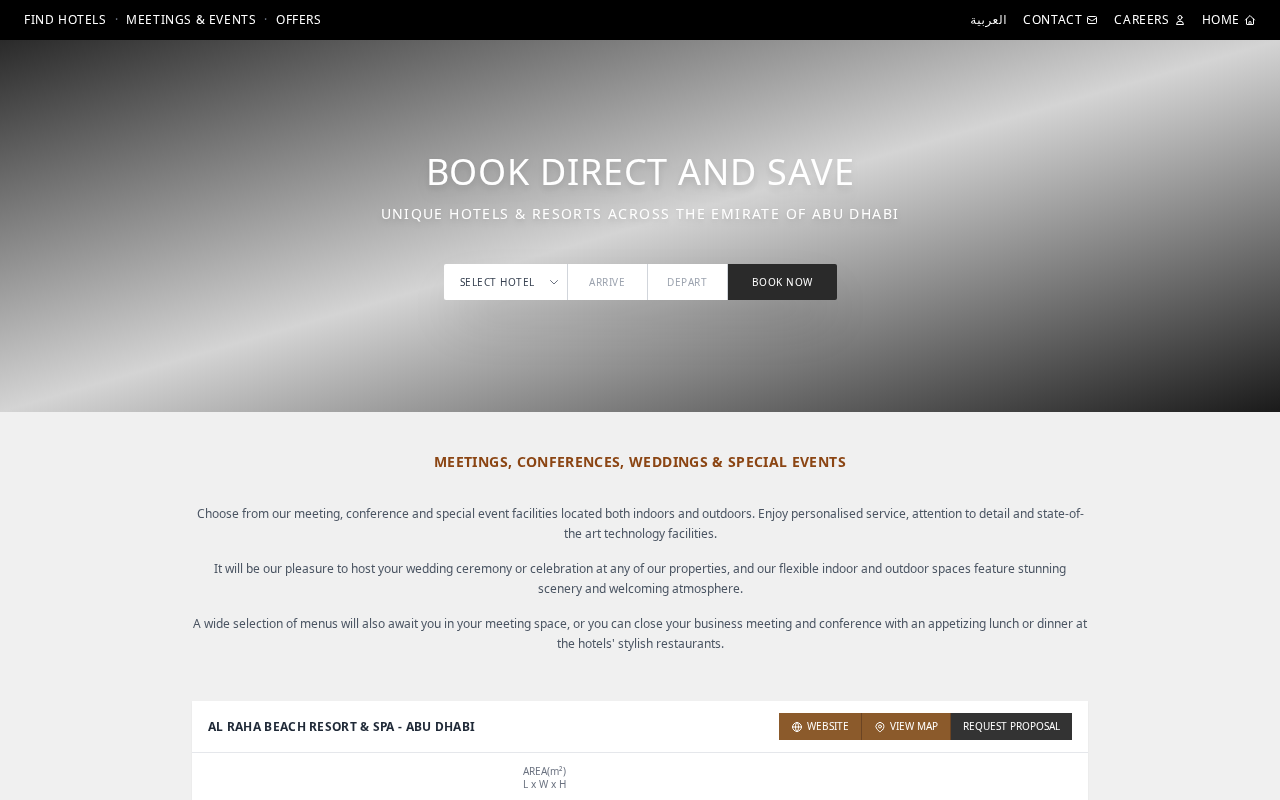 FIND HOTELS · MEETINGS & EVENTS · OFFERS
العربية CONTACT CAREERS HOME
BOOK DIRECT AND SAVE
UNIQUE HOTELS & RESORTS ACROSS THE EMIRATE OF ABU DHABI
SELECT HOTEL ARRIVE DEPART BOOK NOW
MEETINGS, CONFERENCES, WEDDINGS & SPECIAL EVENTS
Choose from our meeting, conference and special event facilities located both indoors and outdoors. Enjoy personalised service, attention to detail and state-of-
the art technology facilities.
It will be our pleasure to host your wedding ceremony or celebration at any of our properties, and our flexible indoor and outdoor spaces feature stunning
scenery and welcoming atmosphere.
A wide selection of menus will also await you in your meeting space, or you can close your business meeting and conference with an appetizing lunch or dinner at
the hotels' stylish restaurants.
AL RAHA BEACH RESORT & SPA - ABU DHABI
WEBSITE VIEW MAP REQUEST PROPOSAL
AREA(m²)
L x W x H